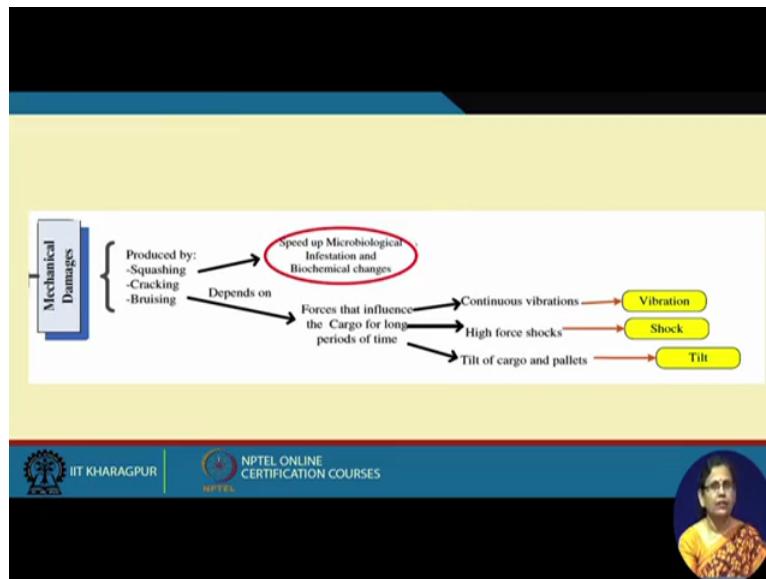 Mechanical
Damages
Produced by:
-Squashing
-Cracking
-Bruising
Speed up Microbiological
Infestation and
Biochemical changes
Depends on
Forces that influence
the Cargo for long
periods of time
Continuous vibrations
Vibration
High force shocks
Shock
Tilt of cargo and pallets
Tilt
IIT KHARAGPUR
NPTEL
NPTEL ONLINE
CERTIFICATION COURSES